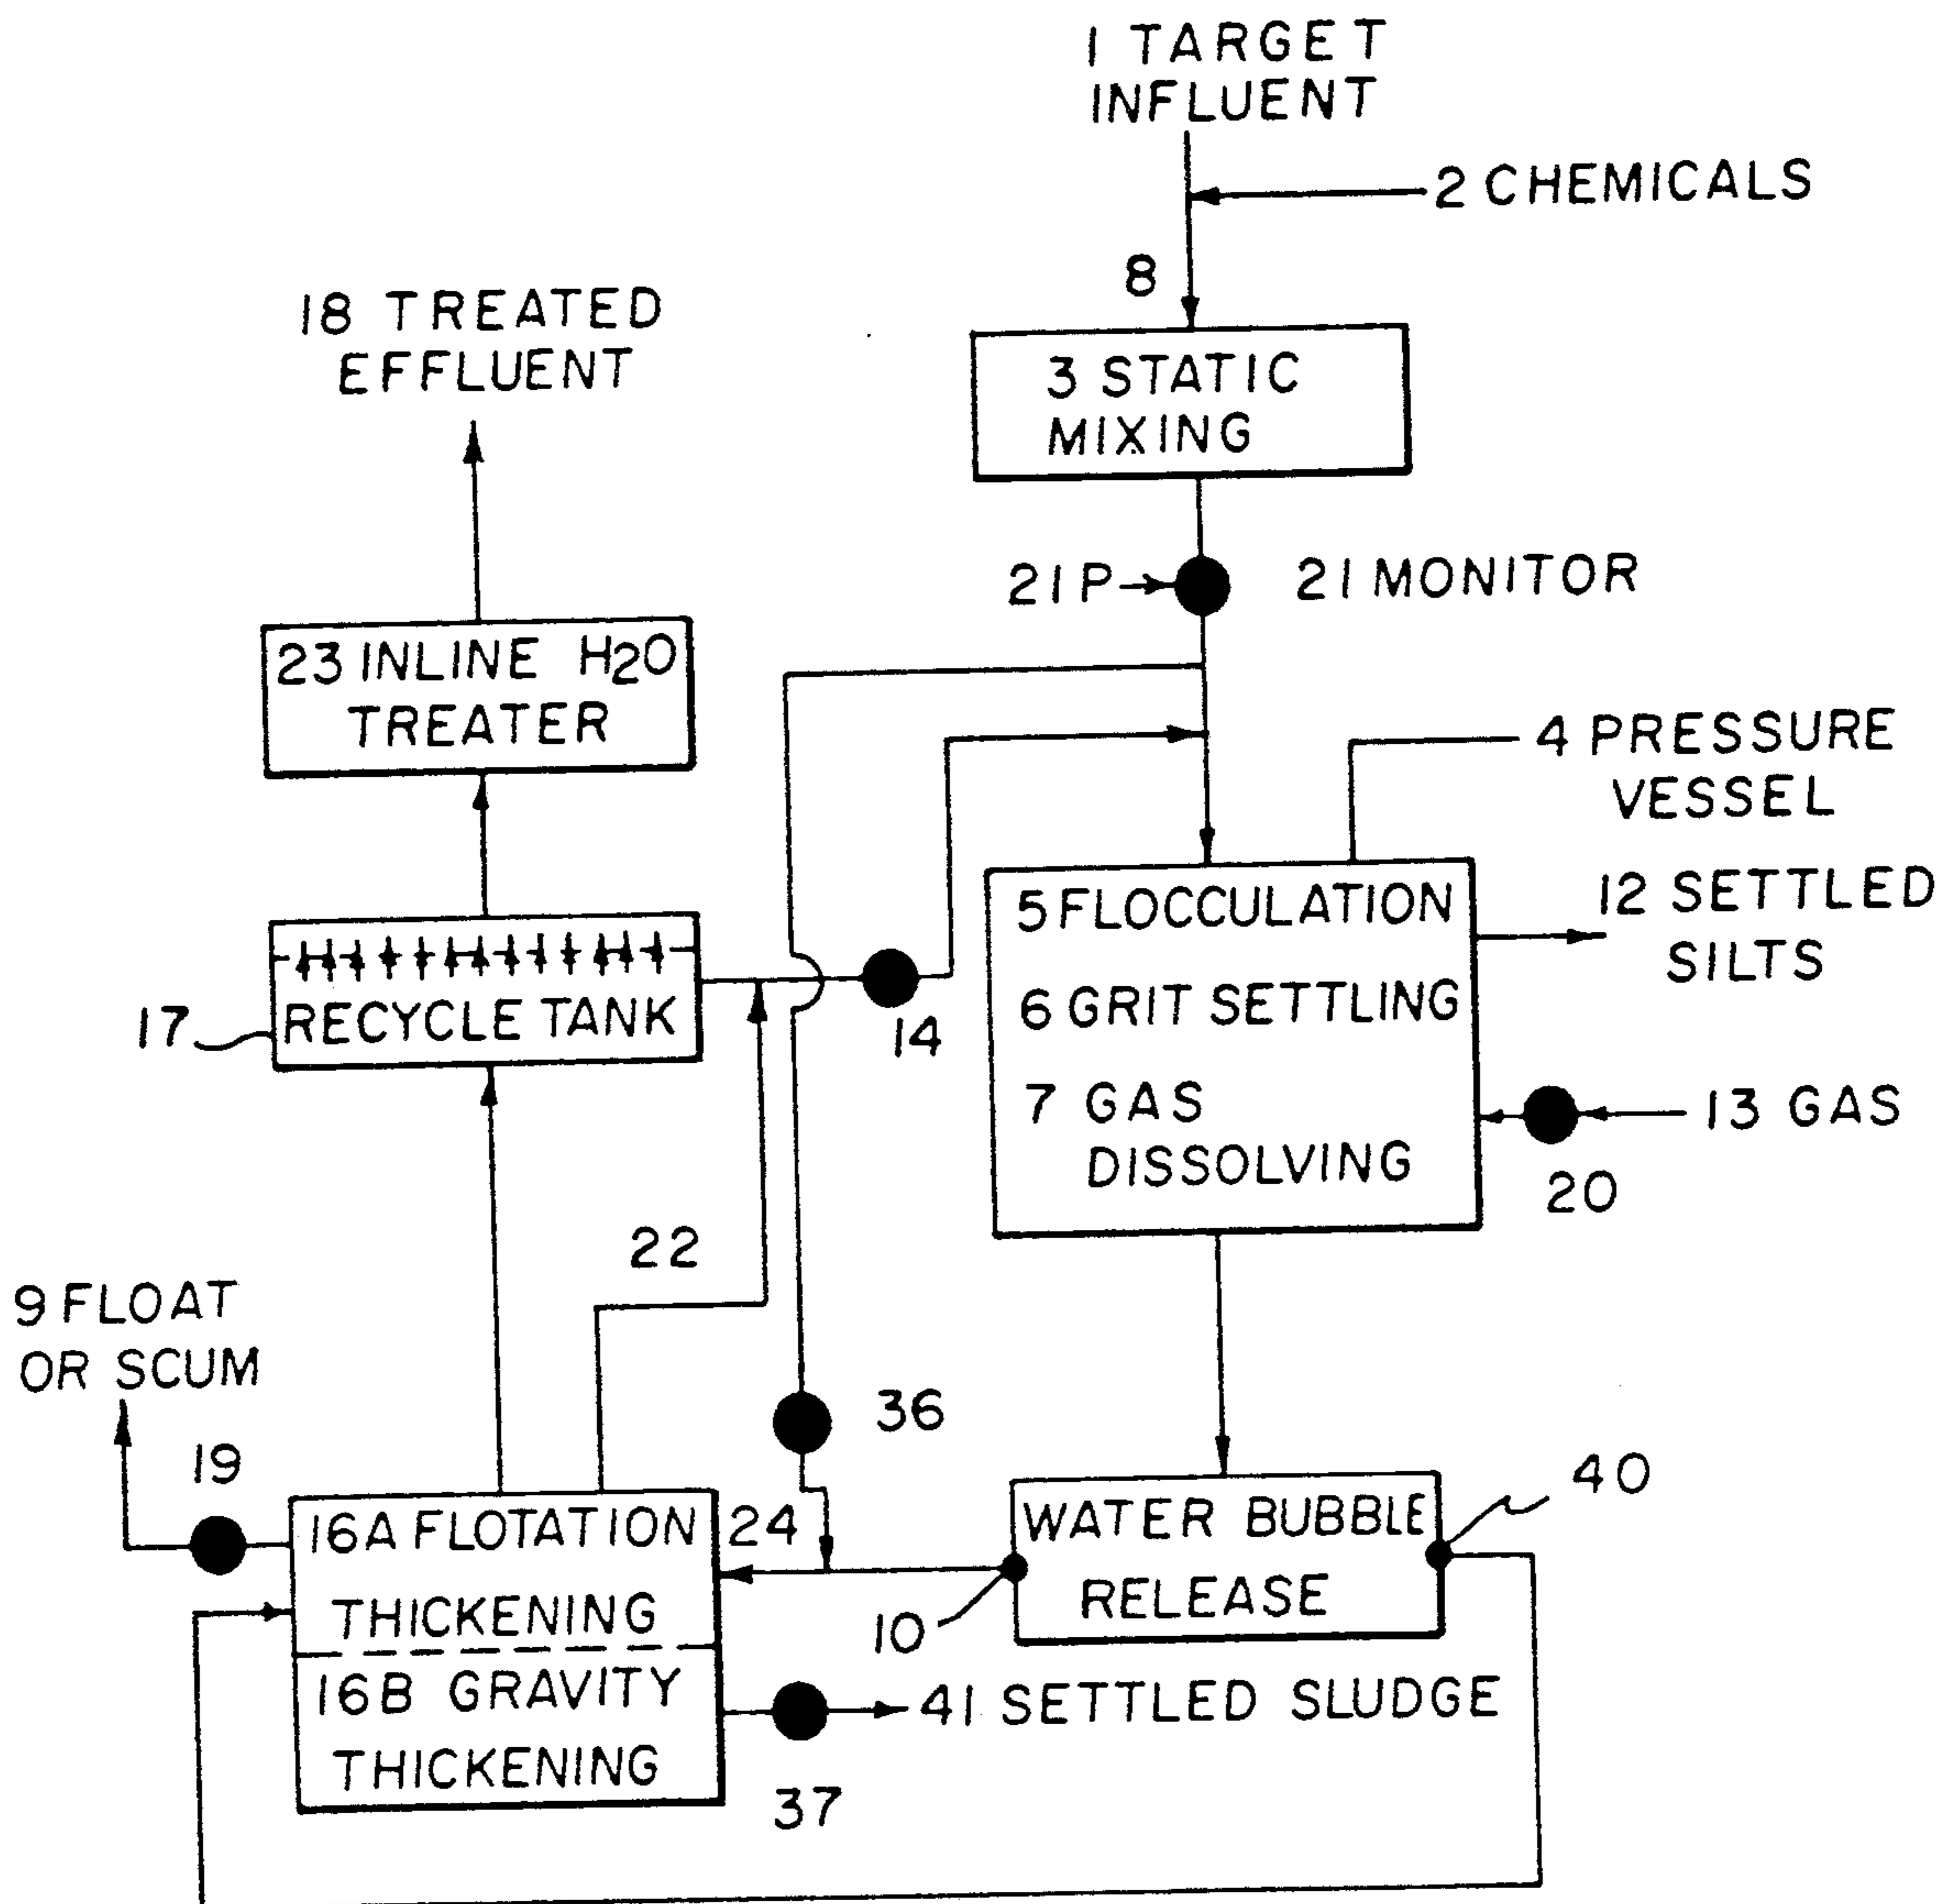 1 TARGET
INFLUENT
2 CHEMICALS
8
18 TREATED
EFFLUENT
3 STATIC
MIXING
21P
21 MONITOR
23 INLINE H2O
TREATER
4 PRESSURE
VESSEL
5 FLOCCULATION
12 SETTLED
SILTS
6 GRIT SETTLING
RECYCLE TANK
17
14
7 GAS
DISSOLVING
13 GAS
20
22
9 FLOAT
OR SCUM
19
36
40
16A FLOTATION
THICKENING
24
WATER BUBBLE
RELEASE
10
16B GRAVITY
THICKENING
41 SETTLED SLUDGE
37